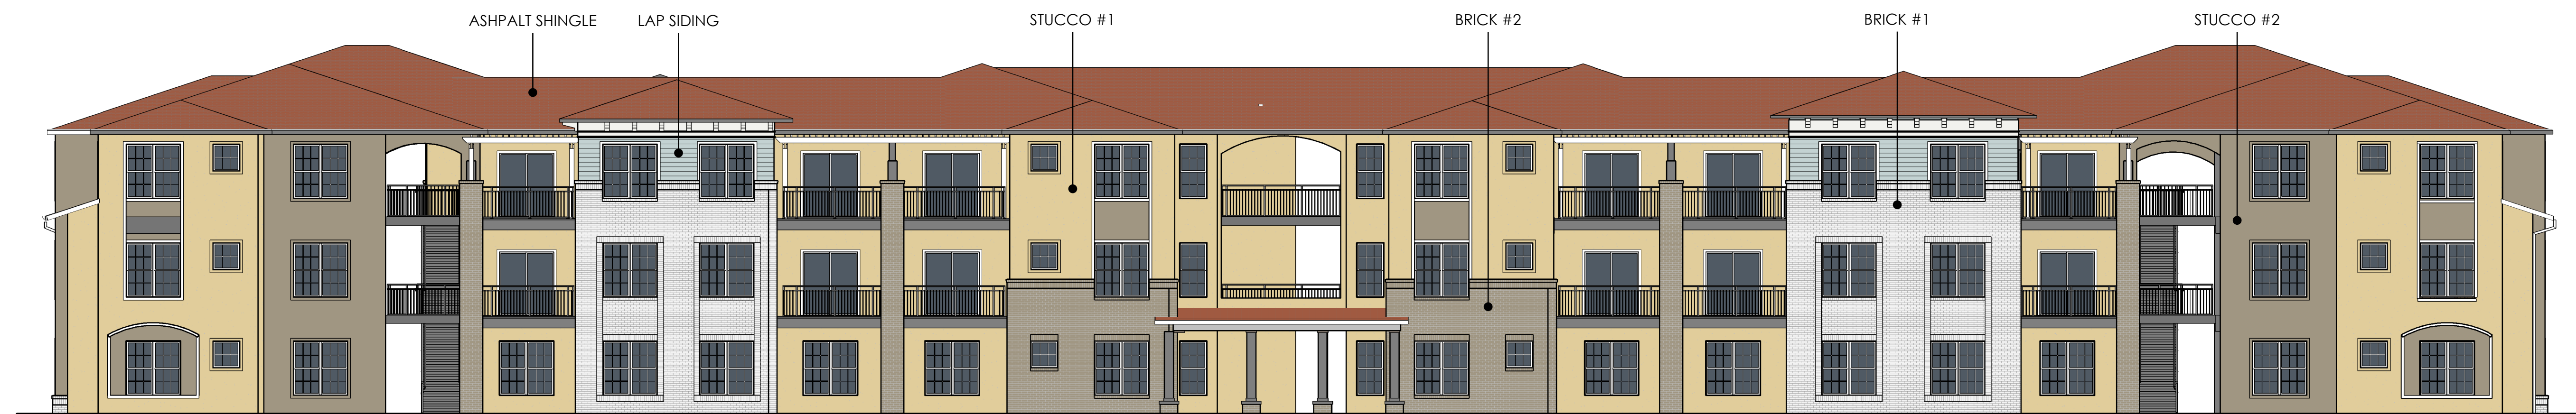 ASHPALT SHINGLE
LAP SIDING
STUCCO #1
BRICK #2
BRICK #1
STUCCO #2